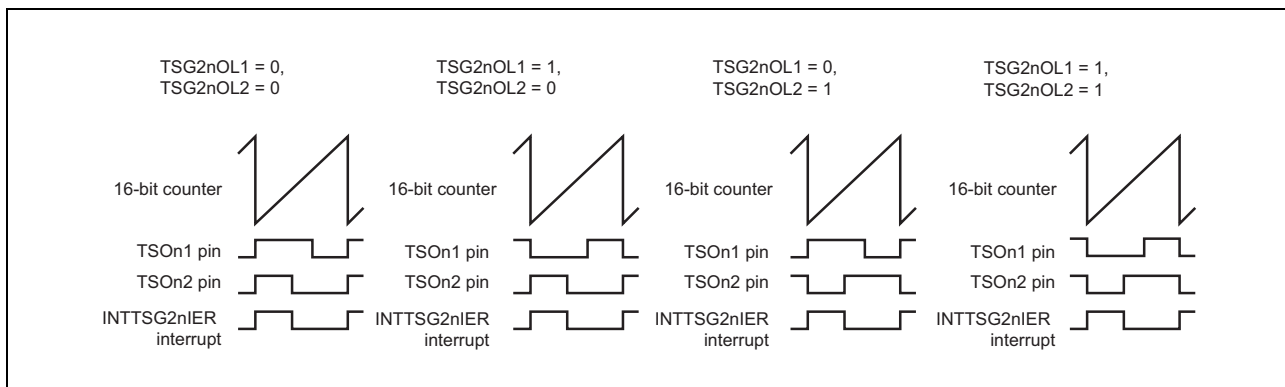 TSG2nOL1 = 0,
TSG2nOL2 = 0
16-bit counter
TSOn1 pin
TSOn2 pin
INTTSG2nIER
interrupt
TSG2nOL1 = 1,
TSG2nOL2 = 0
16-bit counter
TSOn1 pin
TSOn2 pin
INTTSG2nIER
interrupt
TSG2nOL1 = 0,
TSG2nOL2 = 1
16-bit counter
TSOn1 pin
TSOn2 pin
INTTSG2nIER
interrupt
TSG2nOL1 = 1,
TSG2nOL2 = 1
16-bit counter
TSOn1 pin
TSOn2 pin
INTTSG2nIER
interrupt